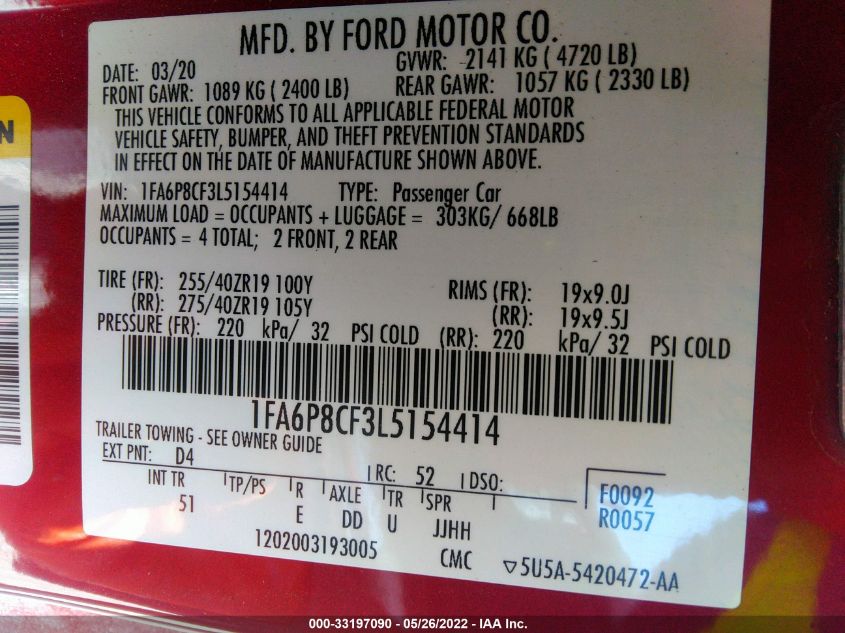 MFD. BY FORD MOTOR CO.
DATE: 03/20 GVWR: 2141 KG ( 4720 LB)
FRONT GAWR: 1089 KG ( 2400 LB) REAR GAWR: 1057 KG ( 2330 LB)
THIS VEHICLE CONFORMS TO ALL APPLICABLE FEDERAL MOTOR
VEHICLE SAFETY, BUMPER, AND THEFT PREVENTION STANDARDS
IN EFFECT ON THE DATE OF MANUFACTURE SHOWN ABOVE.
VIN: 1FA6P8CF3L5154414 TYPE: Passenger Car
MAXIMUM LOAD = OCCUPANTS + LUGGAGE = 303KG/ 668LB
OCCUPANTS = 4 TOTAL; 2 FRONT, 2 REAR
TIRE (FR): 255/40ZR19 100Y RIMS (FR): 19x9.0J
(RR): 275/40ZR19 105Y (RR): 19x9.5J
PRESSURE (FR): 220 kPa/ 32 PSI COLD (RR): 220 kPa/ 32 PSI COLD
1FA6P8CF3L5154414
TRAILER TOWING - SEE OWNER GUIDE
EXT PNT: D4 RC: 52 DSO:
INT TR TP/PS R AXLE TR SPR F0092
51 E DD U JJHH R0057
1202003193005 CMC ▽5U5A-5420472-AA
N
000-33197090 - 05/26/2022 - IAA Inc.